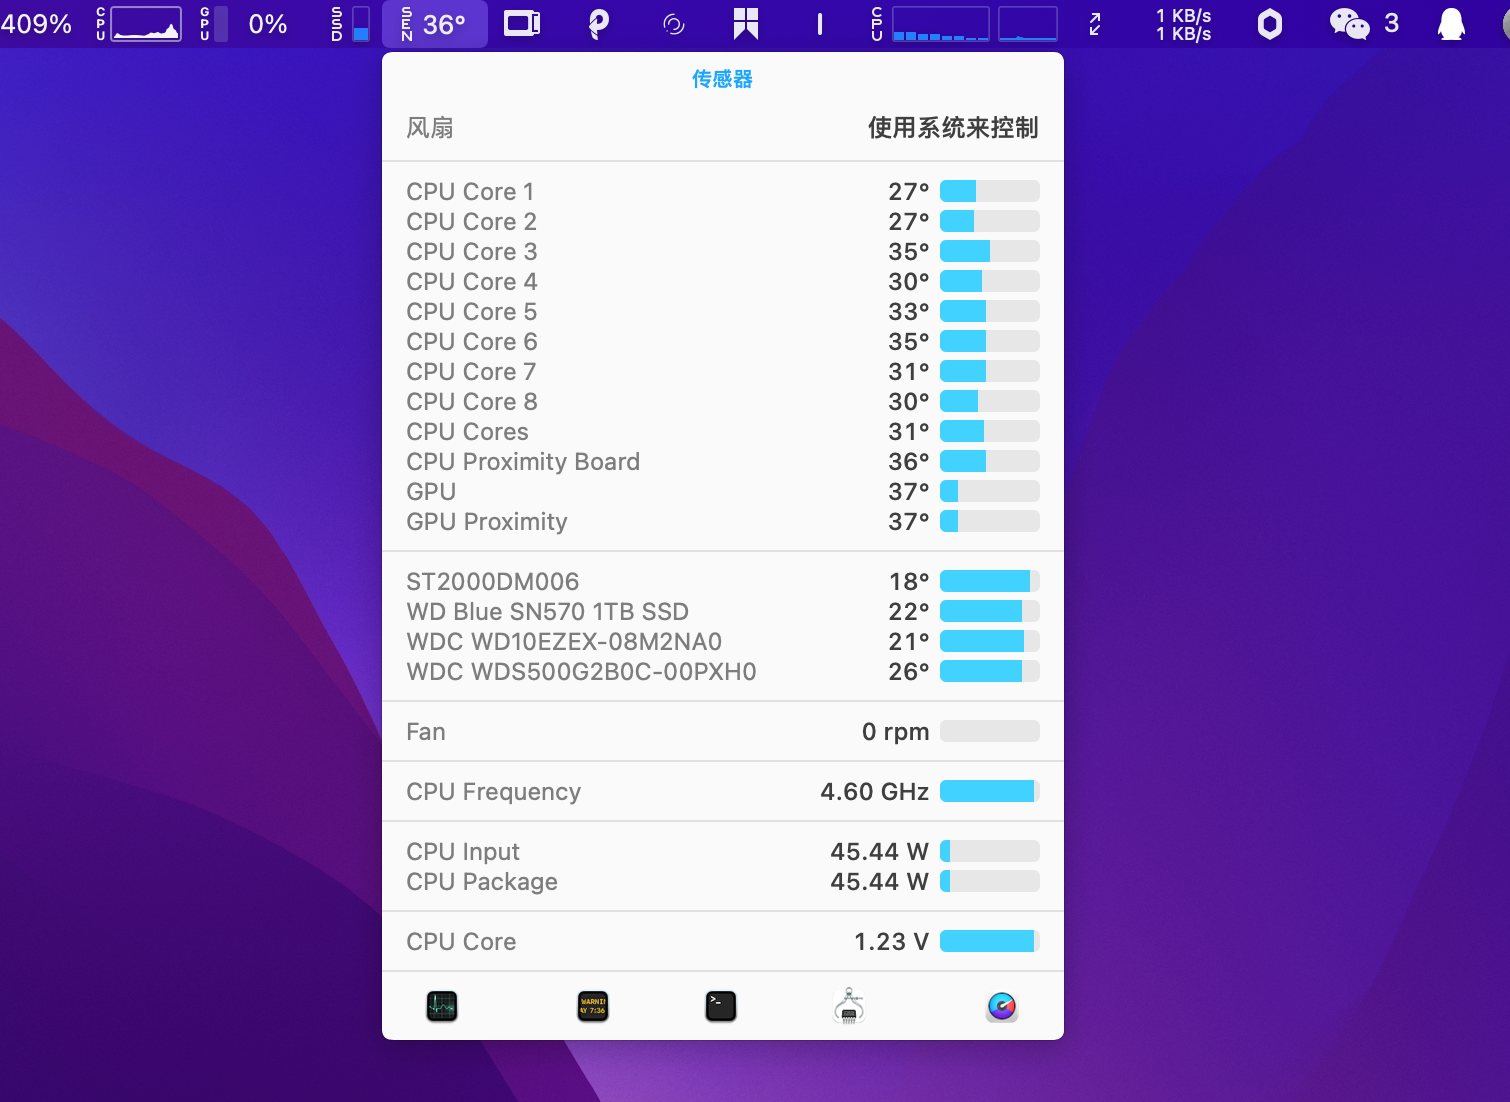 409%
CPU
GPU
0%
SSD
SEN
36°
CPU
1 KB/s
1 KB/s
3
传感器
风扇 使用系统来控制
CPU Core 1 27°
CPU Core 2 27°
CPU Core 3 35°
CPU Core 4 30°
CPU Core 5 33°
CPU Core 6 35°
CPU Core 7 31°
CPU Core 8 30°
CPU Cores 31°
CPU Proximity Board 36°
GPU 37°
GPU Proximity 37°
ST2000DM006 18°
WD Blue SN570 1TB SSD 22°
WDC WD10EZEX-08M2NA0 21°
WDC WDS500G2B0C-00PXH0 26°
Fan 0 rpm
CPU Frequency 4.60 GHz
CPU Input 45.44 W
CPU Package 45.44 W
CPU Core 1.23 V
WARNIN
AY 7:36
>_